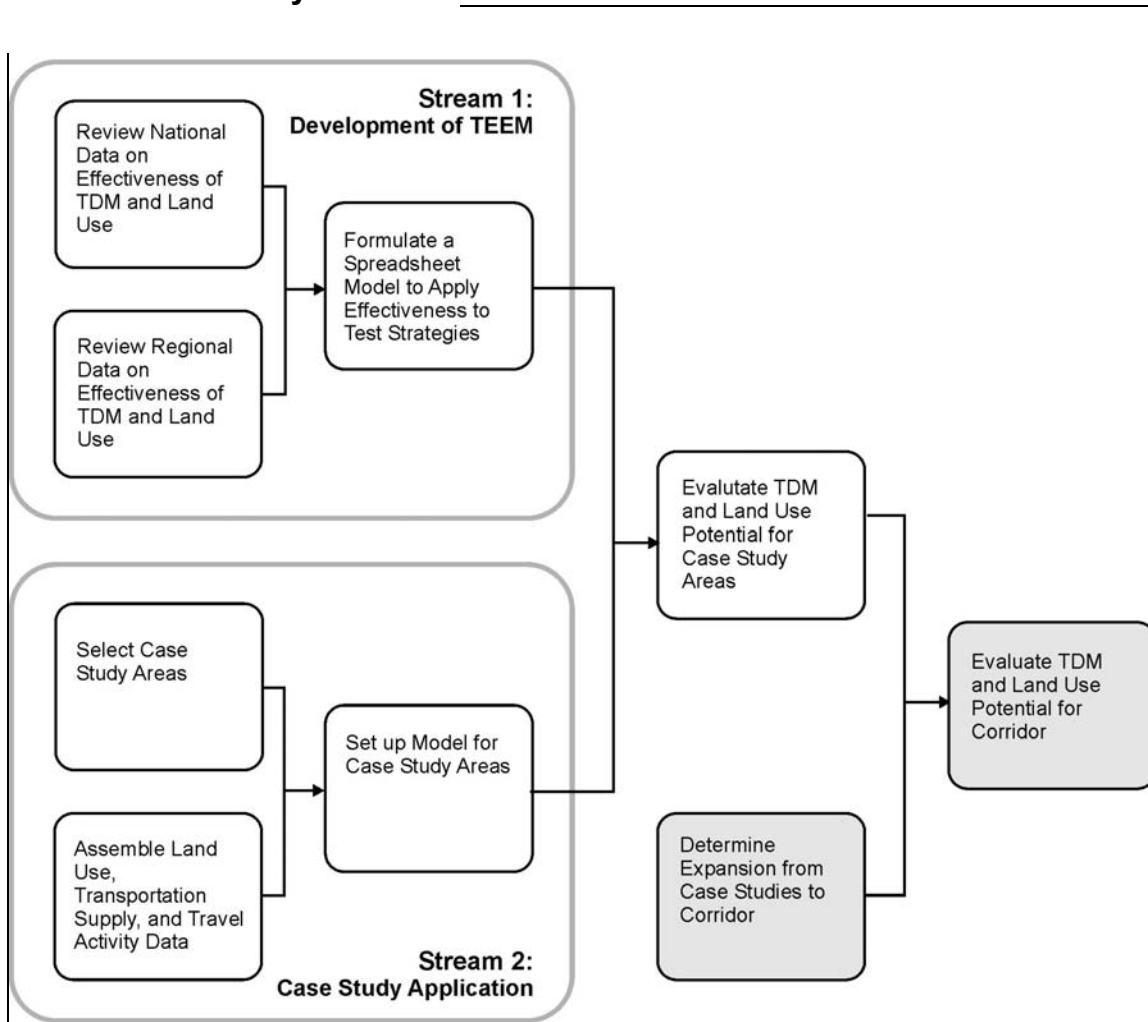 Stream 1:
Development of TEEM
Review National
Data on
Effectiveness of
TDM and Land
Use
Formulate a
Spreadsheet
Model to Apply
Effectiveness to
Test Strategies
Review Regional
Data on
Effectiveness of
TDM and Land
Use
Evalutate TDM
and Land Use
Potential for
Case Study
Areas
Select Case
Study Areas
Set up Model for
Case Study Areas
Assemble Land
Use,
Transportation
Supply, and Travel
Activity Data
Stream 2:
Case Study Application
Evaluate TDM
and Land Use
Potential for
Corridor
Determine
Expansion from
Case Studies to
Corridor